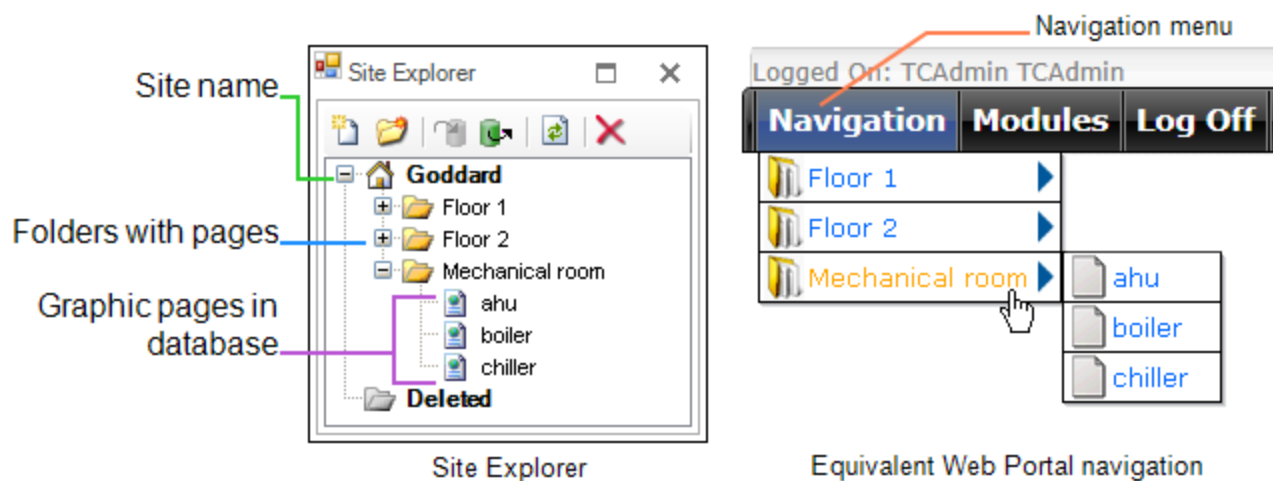 Navigation menu
Site name
Site Explorer
Logged On: TCAdmin TCAdmin
Navigation Modules Log Off
Goddard
Floor 1
Folders with pages
Floor 2
Mechanical room
Graphic pages in
database
ahu
boiler
chiller
Deleted
Floor 1
Floor 2
Mechanical room
ahu
boiler
chiller
Site Explorer
Equivalent Web Portal navigation